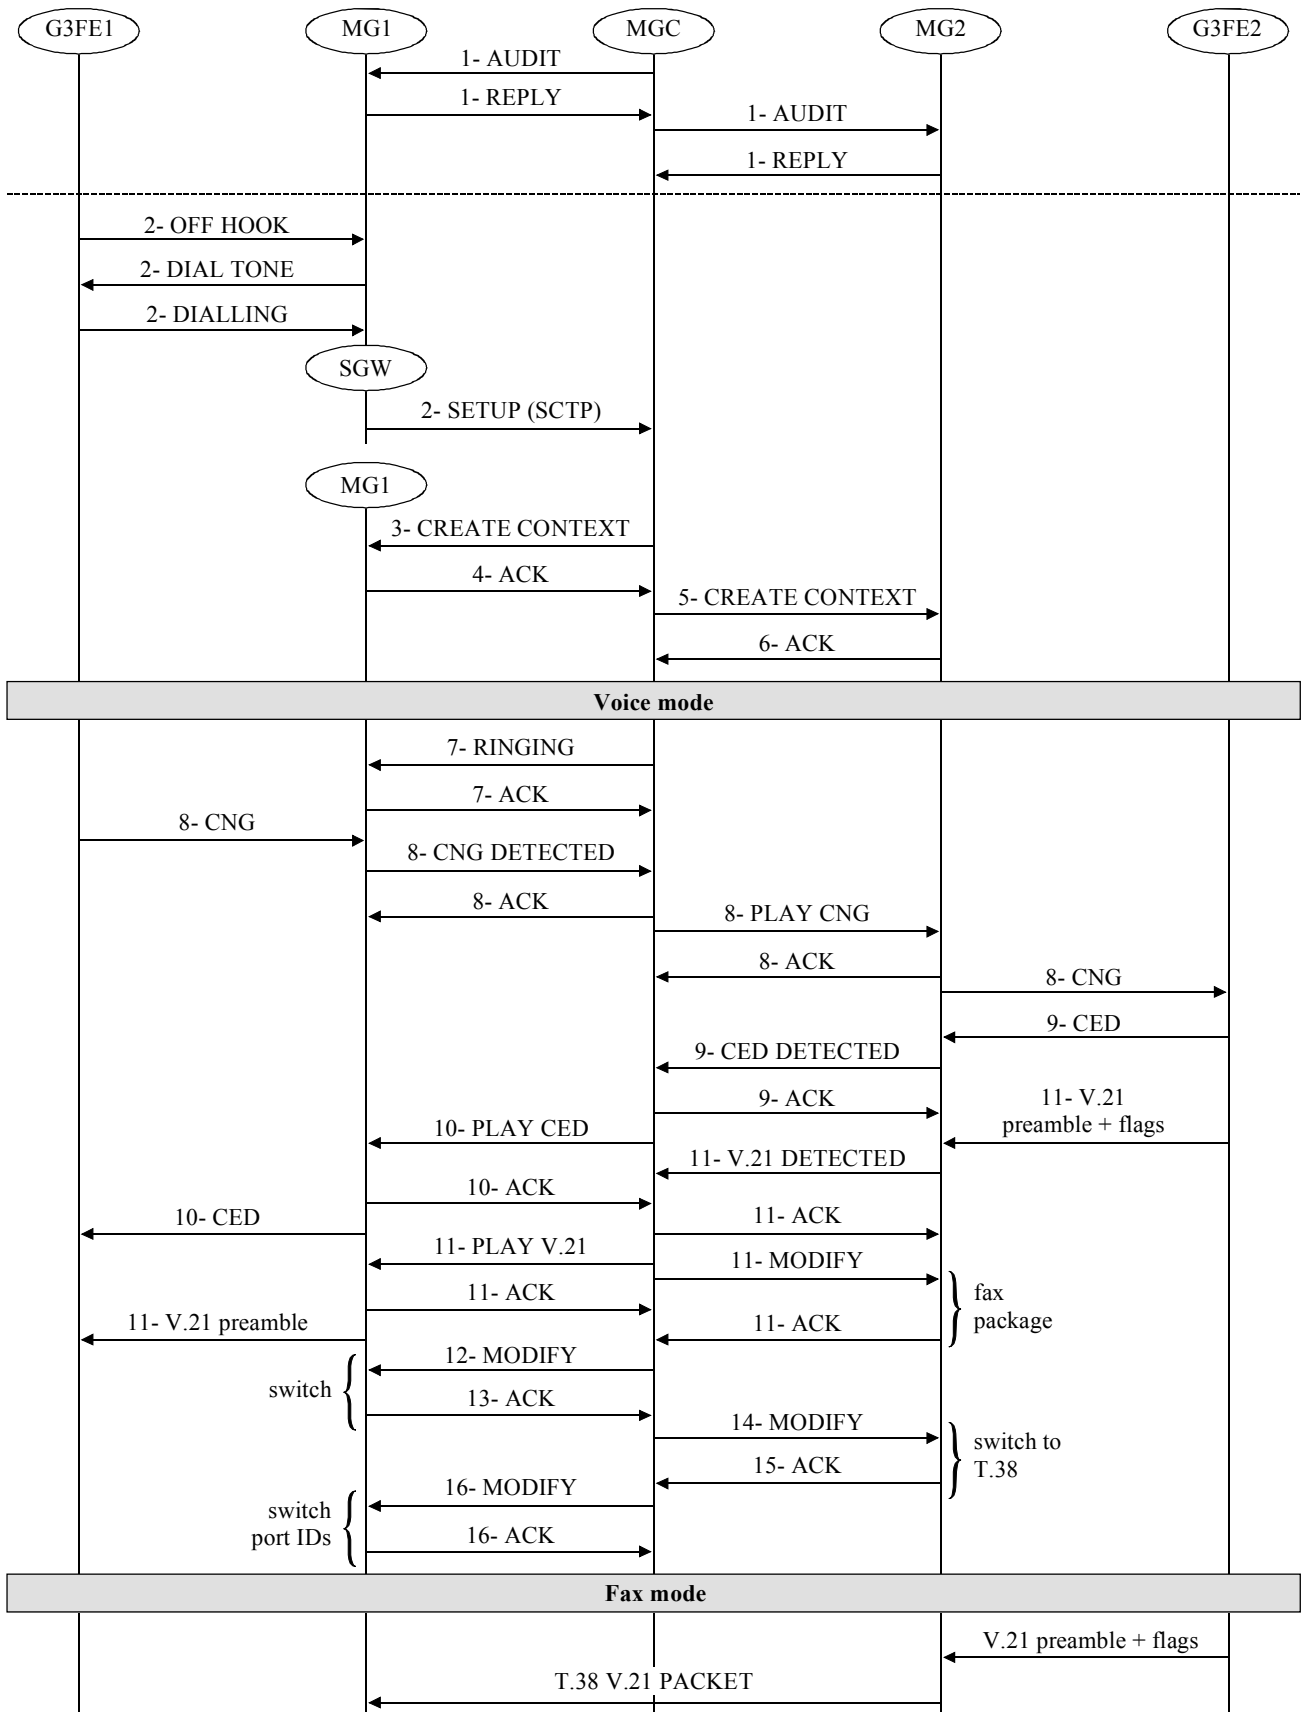 G3FE1 MG1 MGC MG2 G3FE2
1- AUDIT
1- REPLY
1- AUDIT
1- REPLY
2- OFF HOOK
2- DIAL TONE
2- DIALLING
SGW
2- SETUP (SCTP)
MG1
3- CREATE CONTEXT
4- ACK
5- CREATE CONTEXT
6- ACK
Voice mode
7- RINGING
7- ACK
8- CNG
8- CNG DETECTED
8- ACK
8- PLAY CNG
8- ACK
8- CNG
9- CED
9- CED DETECTED
9- ACK
11- V.21
preamble + flags
10- PLAY CED
11- V.21 DETECTED
10- ACK
10- CED
11- ACK
11- PLAY V.21
11- MODIFY
11- ACK
fax
package
11- V.21 preamble
11- ACK
12- MODIFY
switch
13- ACK
14- MODIFY
switch to
T.38
15- ACK
16- MODIFY
switch
port IDs
16- ACK
Fax mode
V.21 preamble + flags
T.38 V.21 PACKET